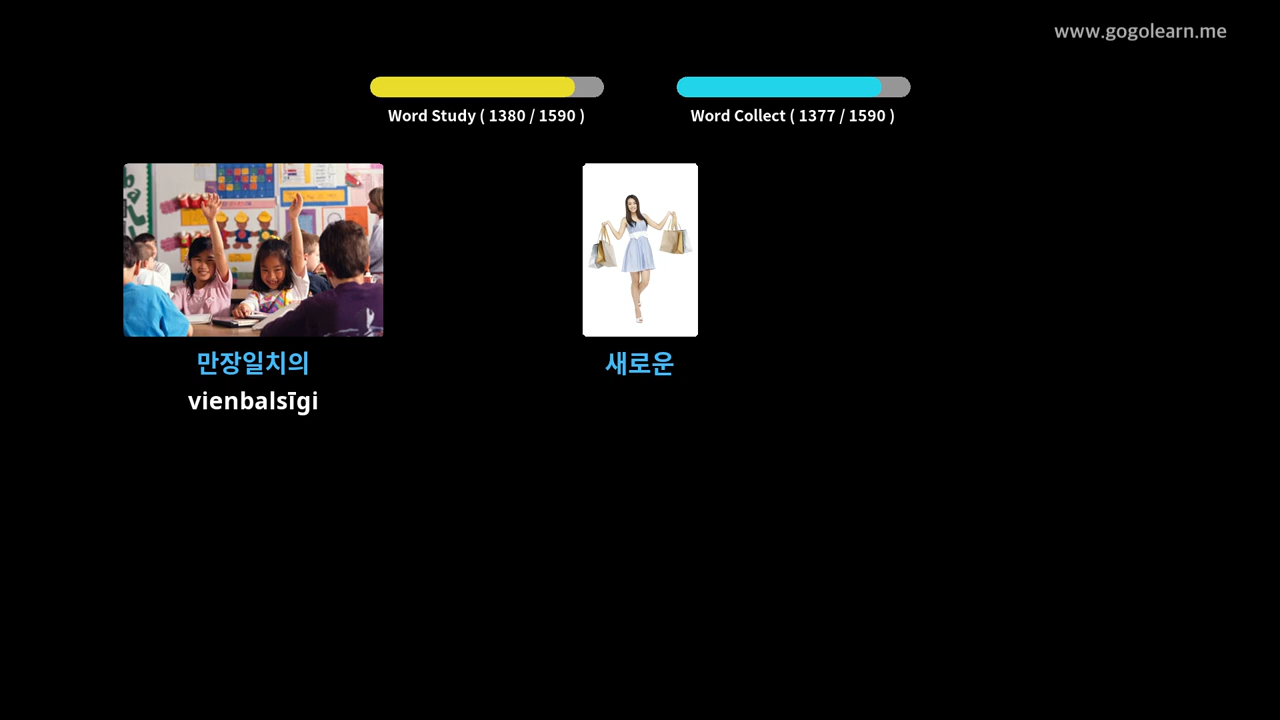 www.gogolearn.me
Word Study ( 1380 / 1590 )
Word Collect ( 1377 / 1590 )
만장일치의
vienbalsīgi
새로운